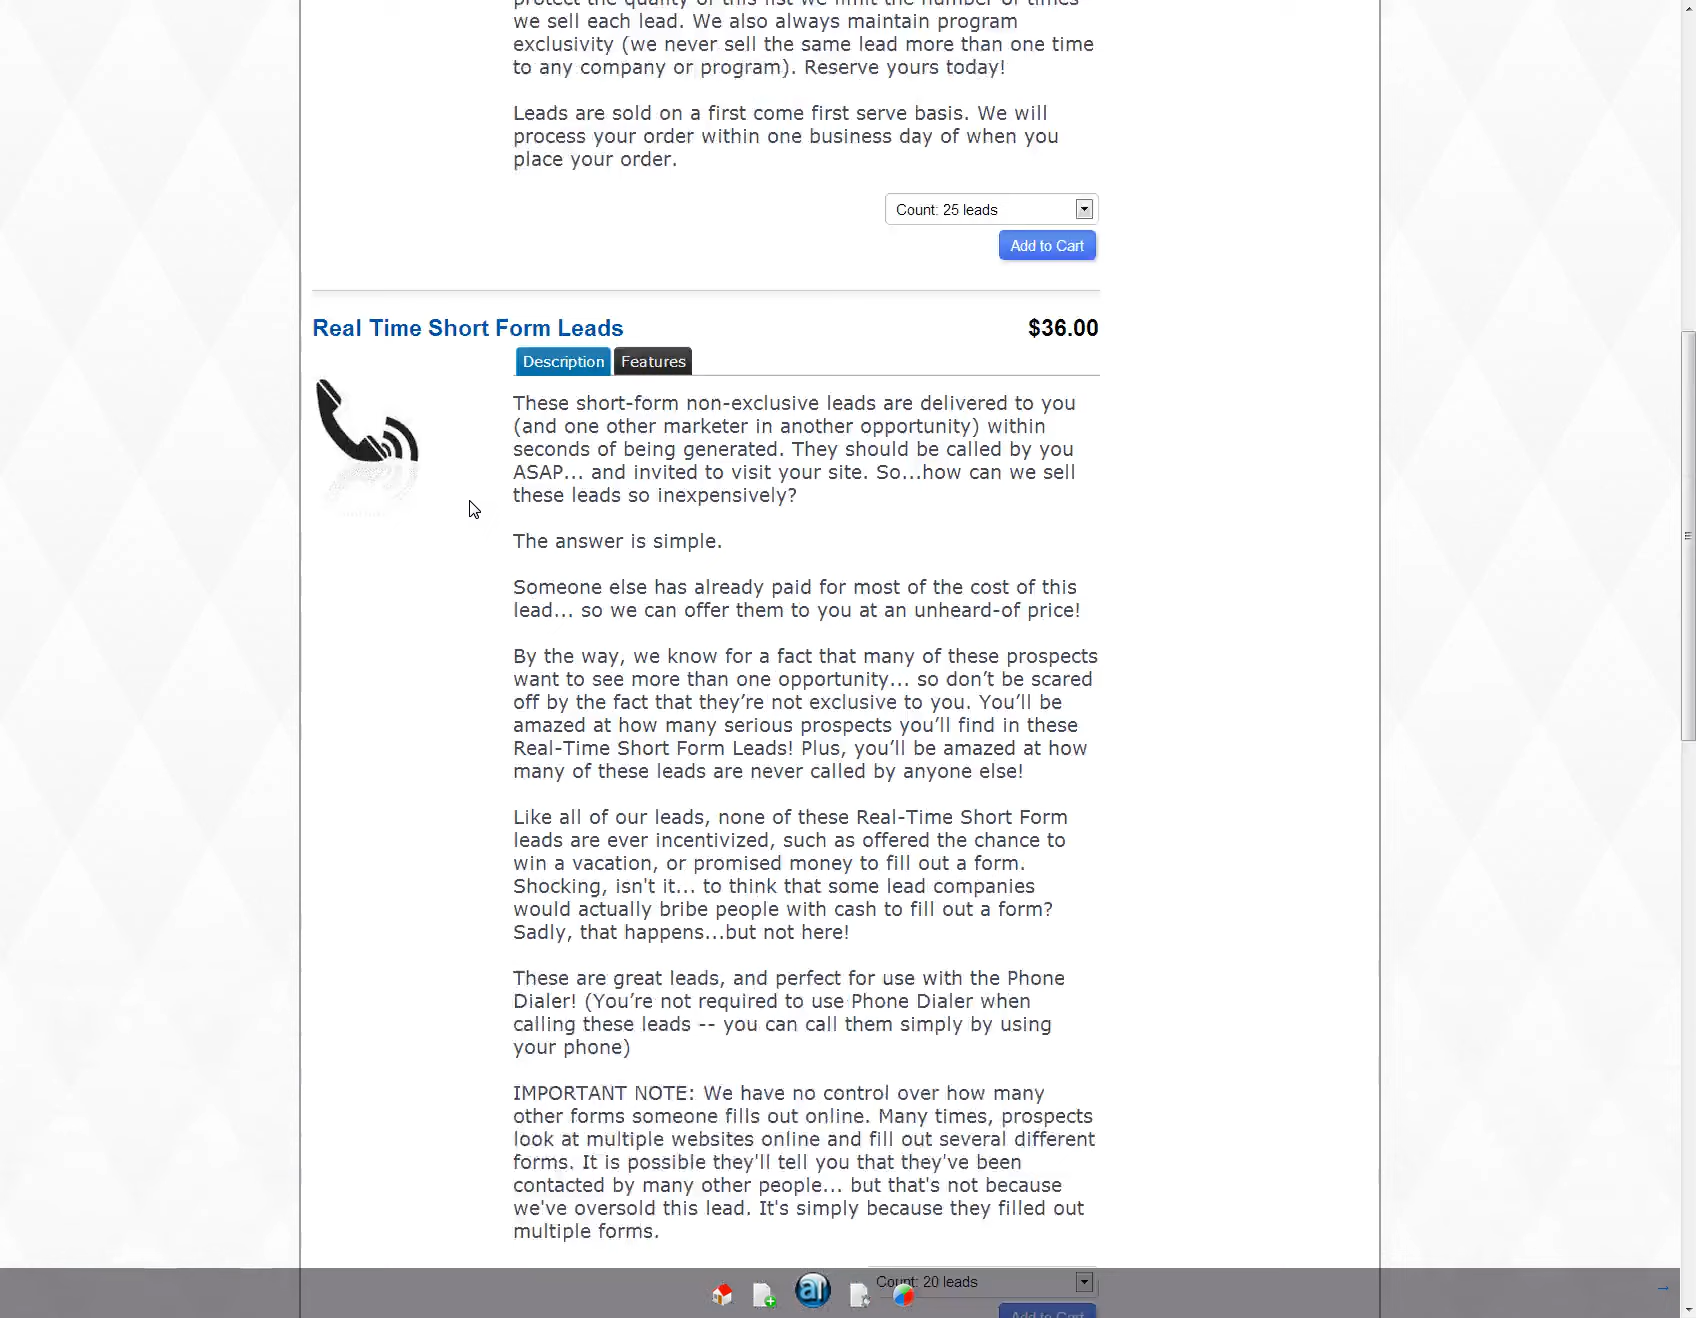 protect the quality of this list we limit the number of times
we sell each lead. We also always maintain program
exclusivity (we never sell the same lead more than one time
to any company or program). Reserve yours today!
Leads are sold on a first come first serve basis. We will
process your order within one business day of when you
place your order.
Count: 25 leads
Add to Cart
Real Time Short Form Leads
$36.00
Description
Features
These short-form non-exclusive leads are delivered to you
(and one other marketer in another opportunity) within
seconds of being generated. They should be called by you
ASAP... and invited to visit your site. So...how can we sell
these leads so inexpensively?
The answer is simple.
Someone else has already paid for most of the cost of this
lead... so we can offer them to you at an unheard-of price!
By the way, we know for a fact that many of these prospects
want to see more than one opportunity... so don’t be scared
off by the fact that they’re not exclusive to you. You’ll be
amazed at how many serious prospects you’ll find in these
Real-Time Short Form Leads! Plus, you’ll be amazed at how
many of these leads are never called by anyone else!
Like all of our leads, none of these Real-Time Short Form
leads are ever incentivized, such as offered the chance to
win a vacation, or promised money to fill out a form.
Shocking, isn't it... to think that some lead companies
would actually bribe people with cash to fill out a form?
Sadly, that happens...but not here!
These are great leads, and perfect for use with the Phone
Dialer! (You’re not required to use Phone Dialer when
calling these leads -- you can call them simply by using
your phone)
IMPORTANT NOTE: We have no control over how many
other forms someone fills out online. Many times, prospects
look at multiple websites online and fill out several different
forms. It is possible they'll tell you that they've been
contacted by many other people... but that's not because
we've oversold this lead. It's simply because they filled out
multiple forms.
Count: 20 leads
Add to Cart